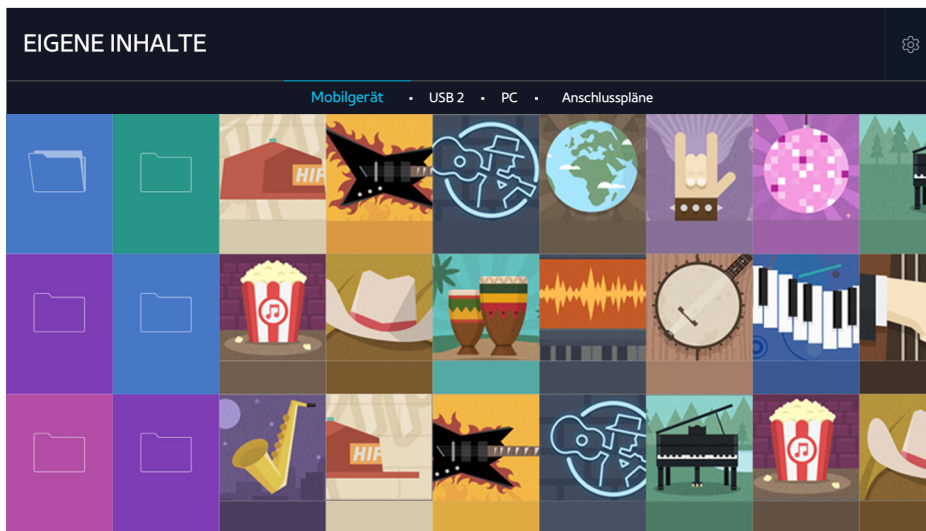 EIGENE INHALTE
Mobilgerät • USB 2 • PC • Anschlusspläne
HIP
HIP